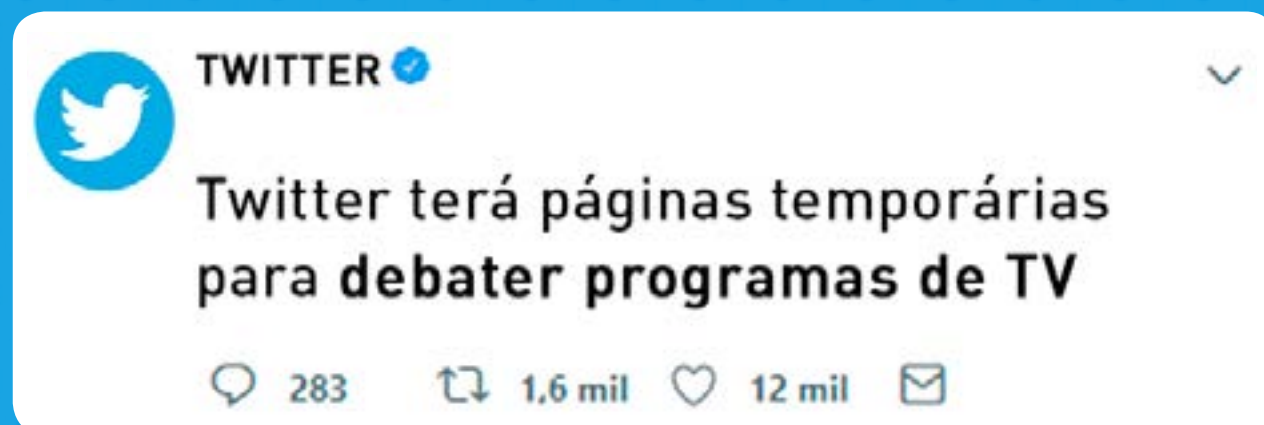 TWITTER
Twitter terá páginas temporárias
para debater programas de TV
283 1,6 mil 12 mil